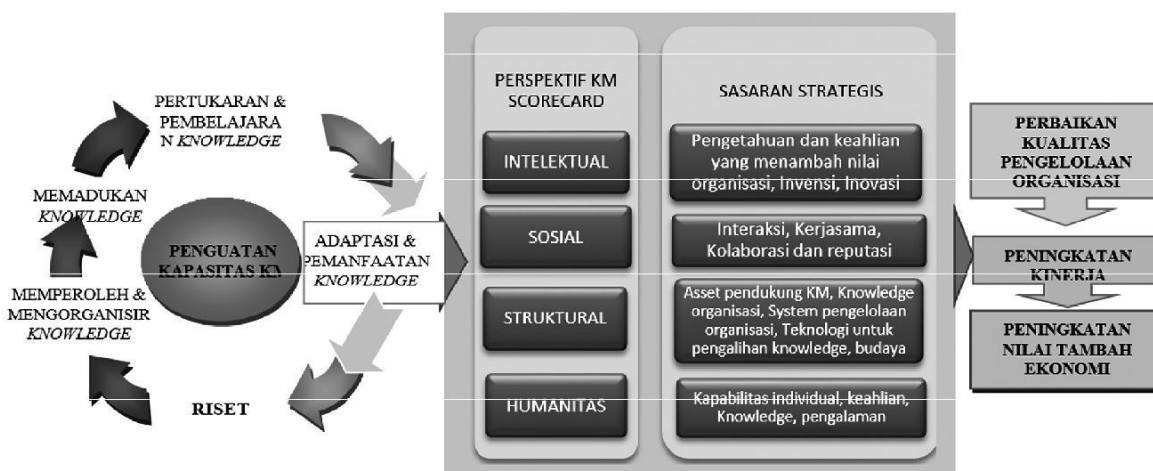 PERTUKARAN &
PEMBELAJARA
N KNOWLEDGE
MEMADUKAN
KNOWLEDGE
PENGUATAN
KAPASITAS KM
ADAPTASI &
PEMANFAATAN
KNOWLEDGE
MEMPEROLEH &
MENGORGANISIR
KNOWLEDGE
RISET
PERSPEKTIF KM
SCORECARD
INTELEKTUAL
SOSIAL
STRUKTURAL
HUMANITAS
SASARAN STRATEGIS
Pengetahuan dan keahlian
yang menambah nilai
organisasi, Invensi, Inovasi
Interaksi, Kerjasama,
Kolaborasi dan reputasi
Asset pendukung KM, Knowledge
organisasi, System pengelolaan
organisasi, Teknologi untuk
pengalihan knowledge, budaya
Kapabilitas individual, keahlian,
Knowledge, pengalaman
PERBAIKAN
KUALITAS
PENGELOLAAN
ORGANISASI
PENINGKATAN
KINERJA
PENINGKATAN
NILAI TAMBAH
EKONOMI